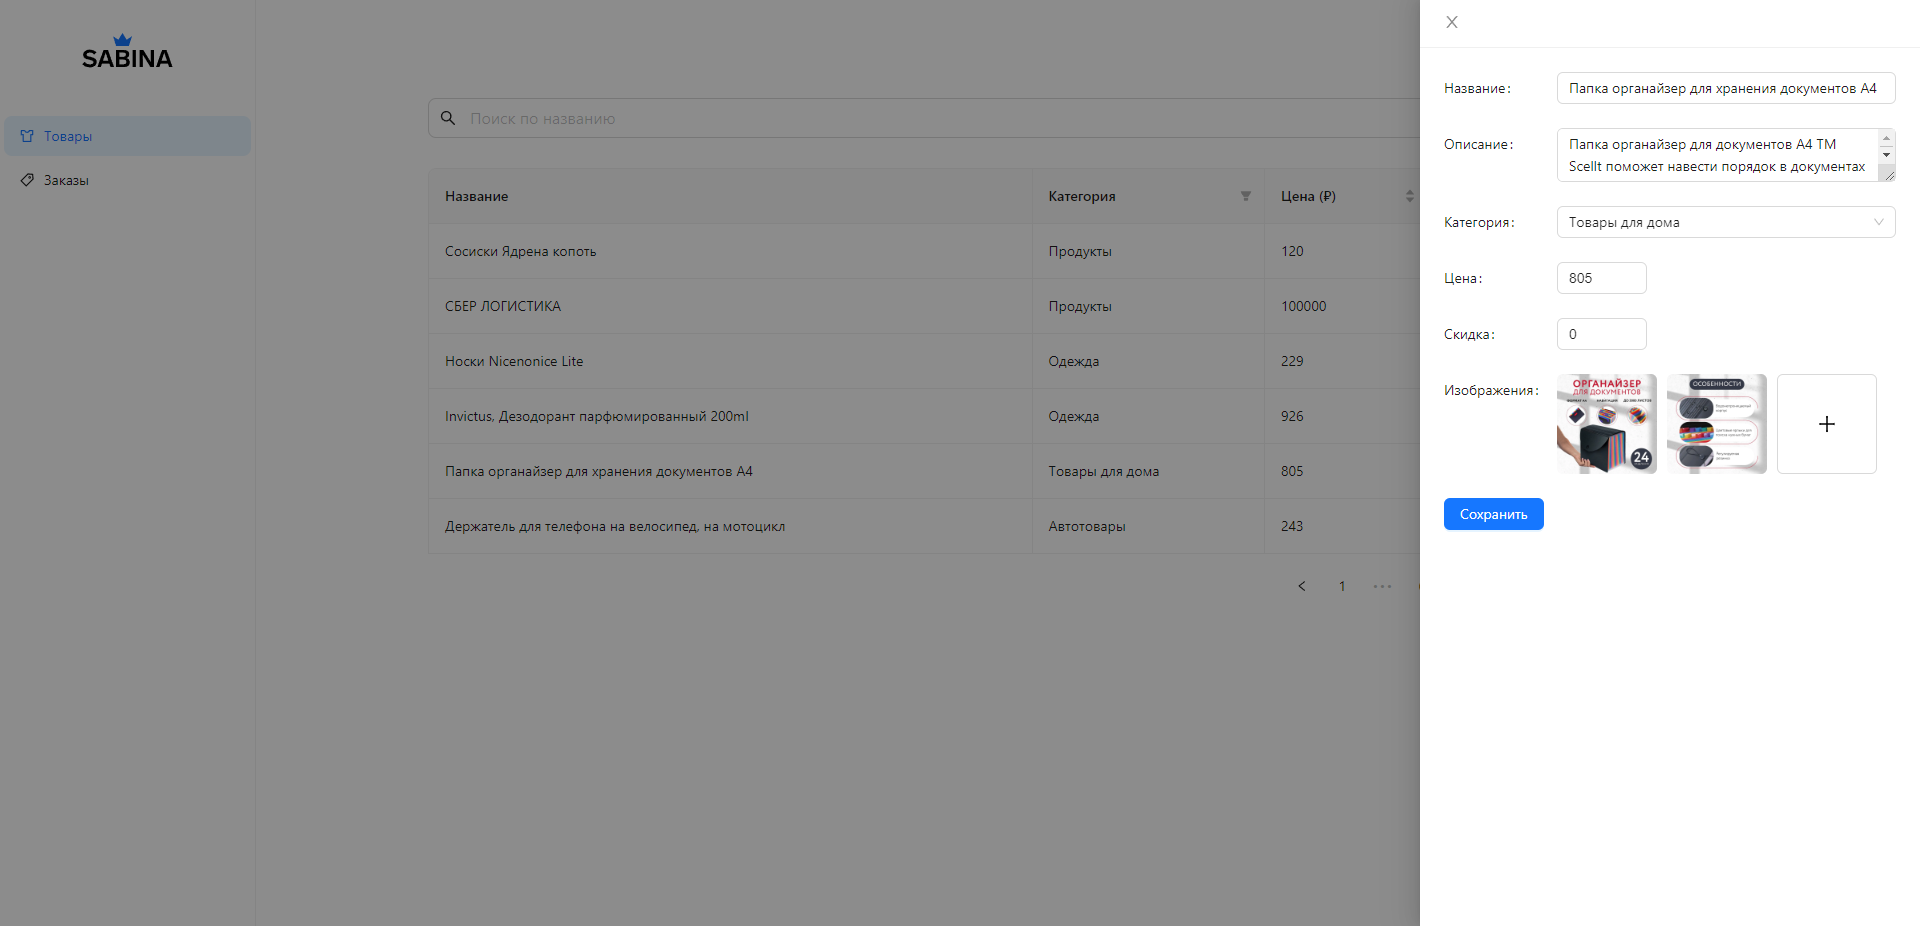 SABINA
Товары
Заказы
Поиск по названию
Название Категория Цена (₽)
Сосиски Ядрена копоть Продукты 120
СБЕР ЛОГИСТИКА Продукты 100000
Носки Nicenonice Lite Одежда 229
Invictus, Дезодорант парфюмированный 200ml Одежда 926
Папка органайзер для хранения документов А4 Товары для дома 805
Держатель для телефона на велосипед, на мотоцикл Автотовары 243
< 1 •••
Название: Папка органайзер для хранения документов А4
Описание: Папка органайзер для документов А4 ТМ
Scellt поможет навести порядок в документах
Категория: Товары для дома
Цена: 805
Скидка: 0
Изображения:
ОРГАНАЙЗЕР
ДЛЯ ДОКУМЕНТОВ
24
ОСОБЕННОСТИ
Сохранить